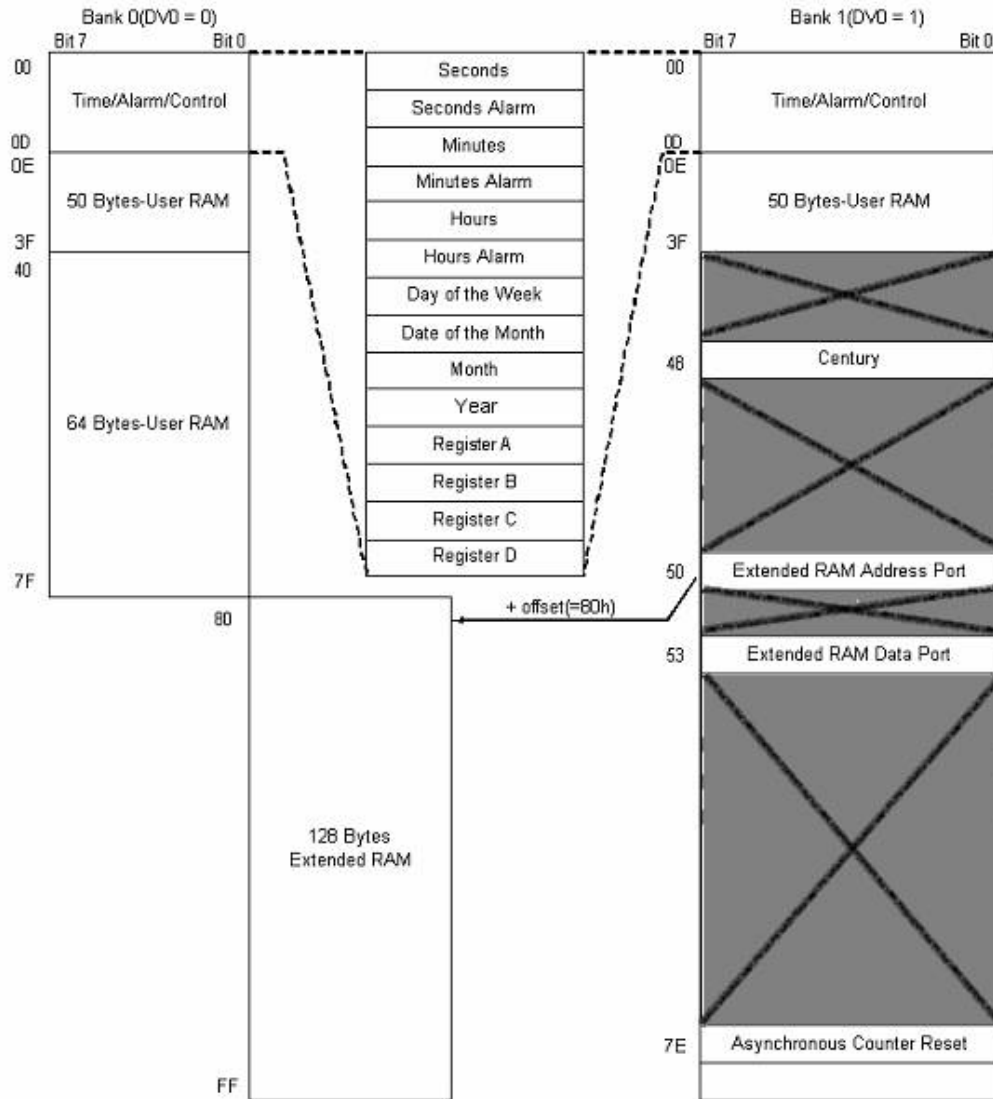 Bank 0(DV0 = 0)
Bit 7 Bit 0
00
Time/Alarm/Control
0D
0E
50 Bytes-User RAM
3F
40
64 Bytes-User RAM
7F
80
128 Bytes
Extended RAM
FF
Seconds
Seconds Alarm
Minutes
Minutes Alarm
Hours
Hours Alarm
Day of the Week
Date of the Month
Month
Year
Register A
Register B
Register C
Register D
+ offset(=80h)
Bank 1(DV0 = 1)
Bit 7 Bit 0
00
Time/Alarm/Control
0D
0E
50 Bytes-User RAM
3F
48
Century
50
Extended RAM Address Port
53
Extended RAM Data Port
7E
Asynchronous Counter Reset